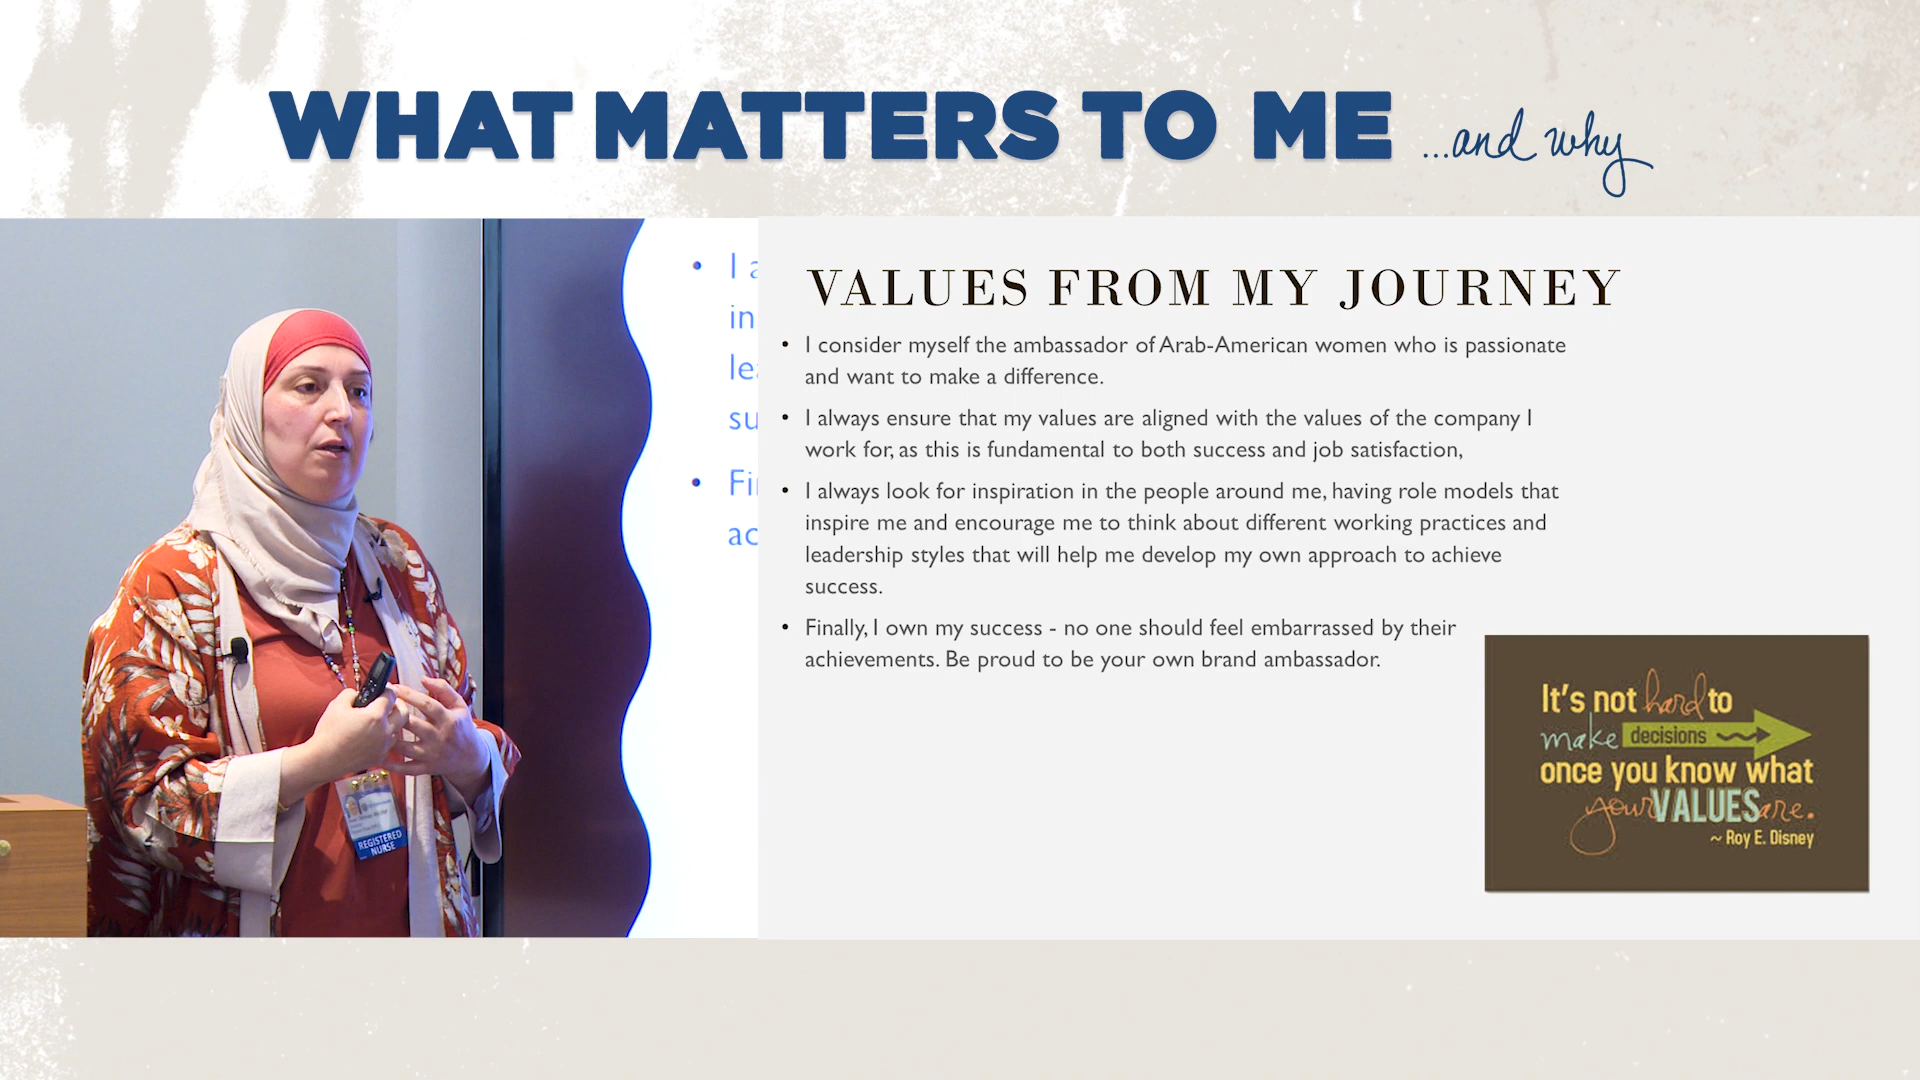 WHAT MATTERS TO ME ...and why
• I a
in
lea
su
• Fi
ac
VALUES FROM MY JOURNEY
• I consider myself the ambassador of Arab-American women who is passionate
and want to make a difference.
• I always ensure that my values are aligned with the values of the company I
work for, as this is fundamental to both success and job satisfaction,
• I always look for inspiration in the people around me, having role models that
inspire me and encourage me to think about different working practices and
leadership styles that will help me develop my own approach to achieve
success.
• Finally, I own my success - no one should feel embarrassed by their
achievements. Be proud to be your own brand ambassador.
It's not hard to
make decisions
once you know what
your VALUES are.
~ Roy E. Disney
REGISTERED
NURSE